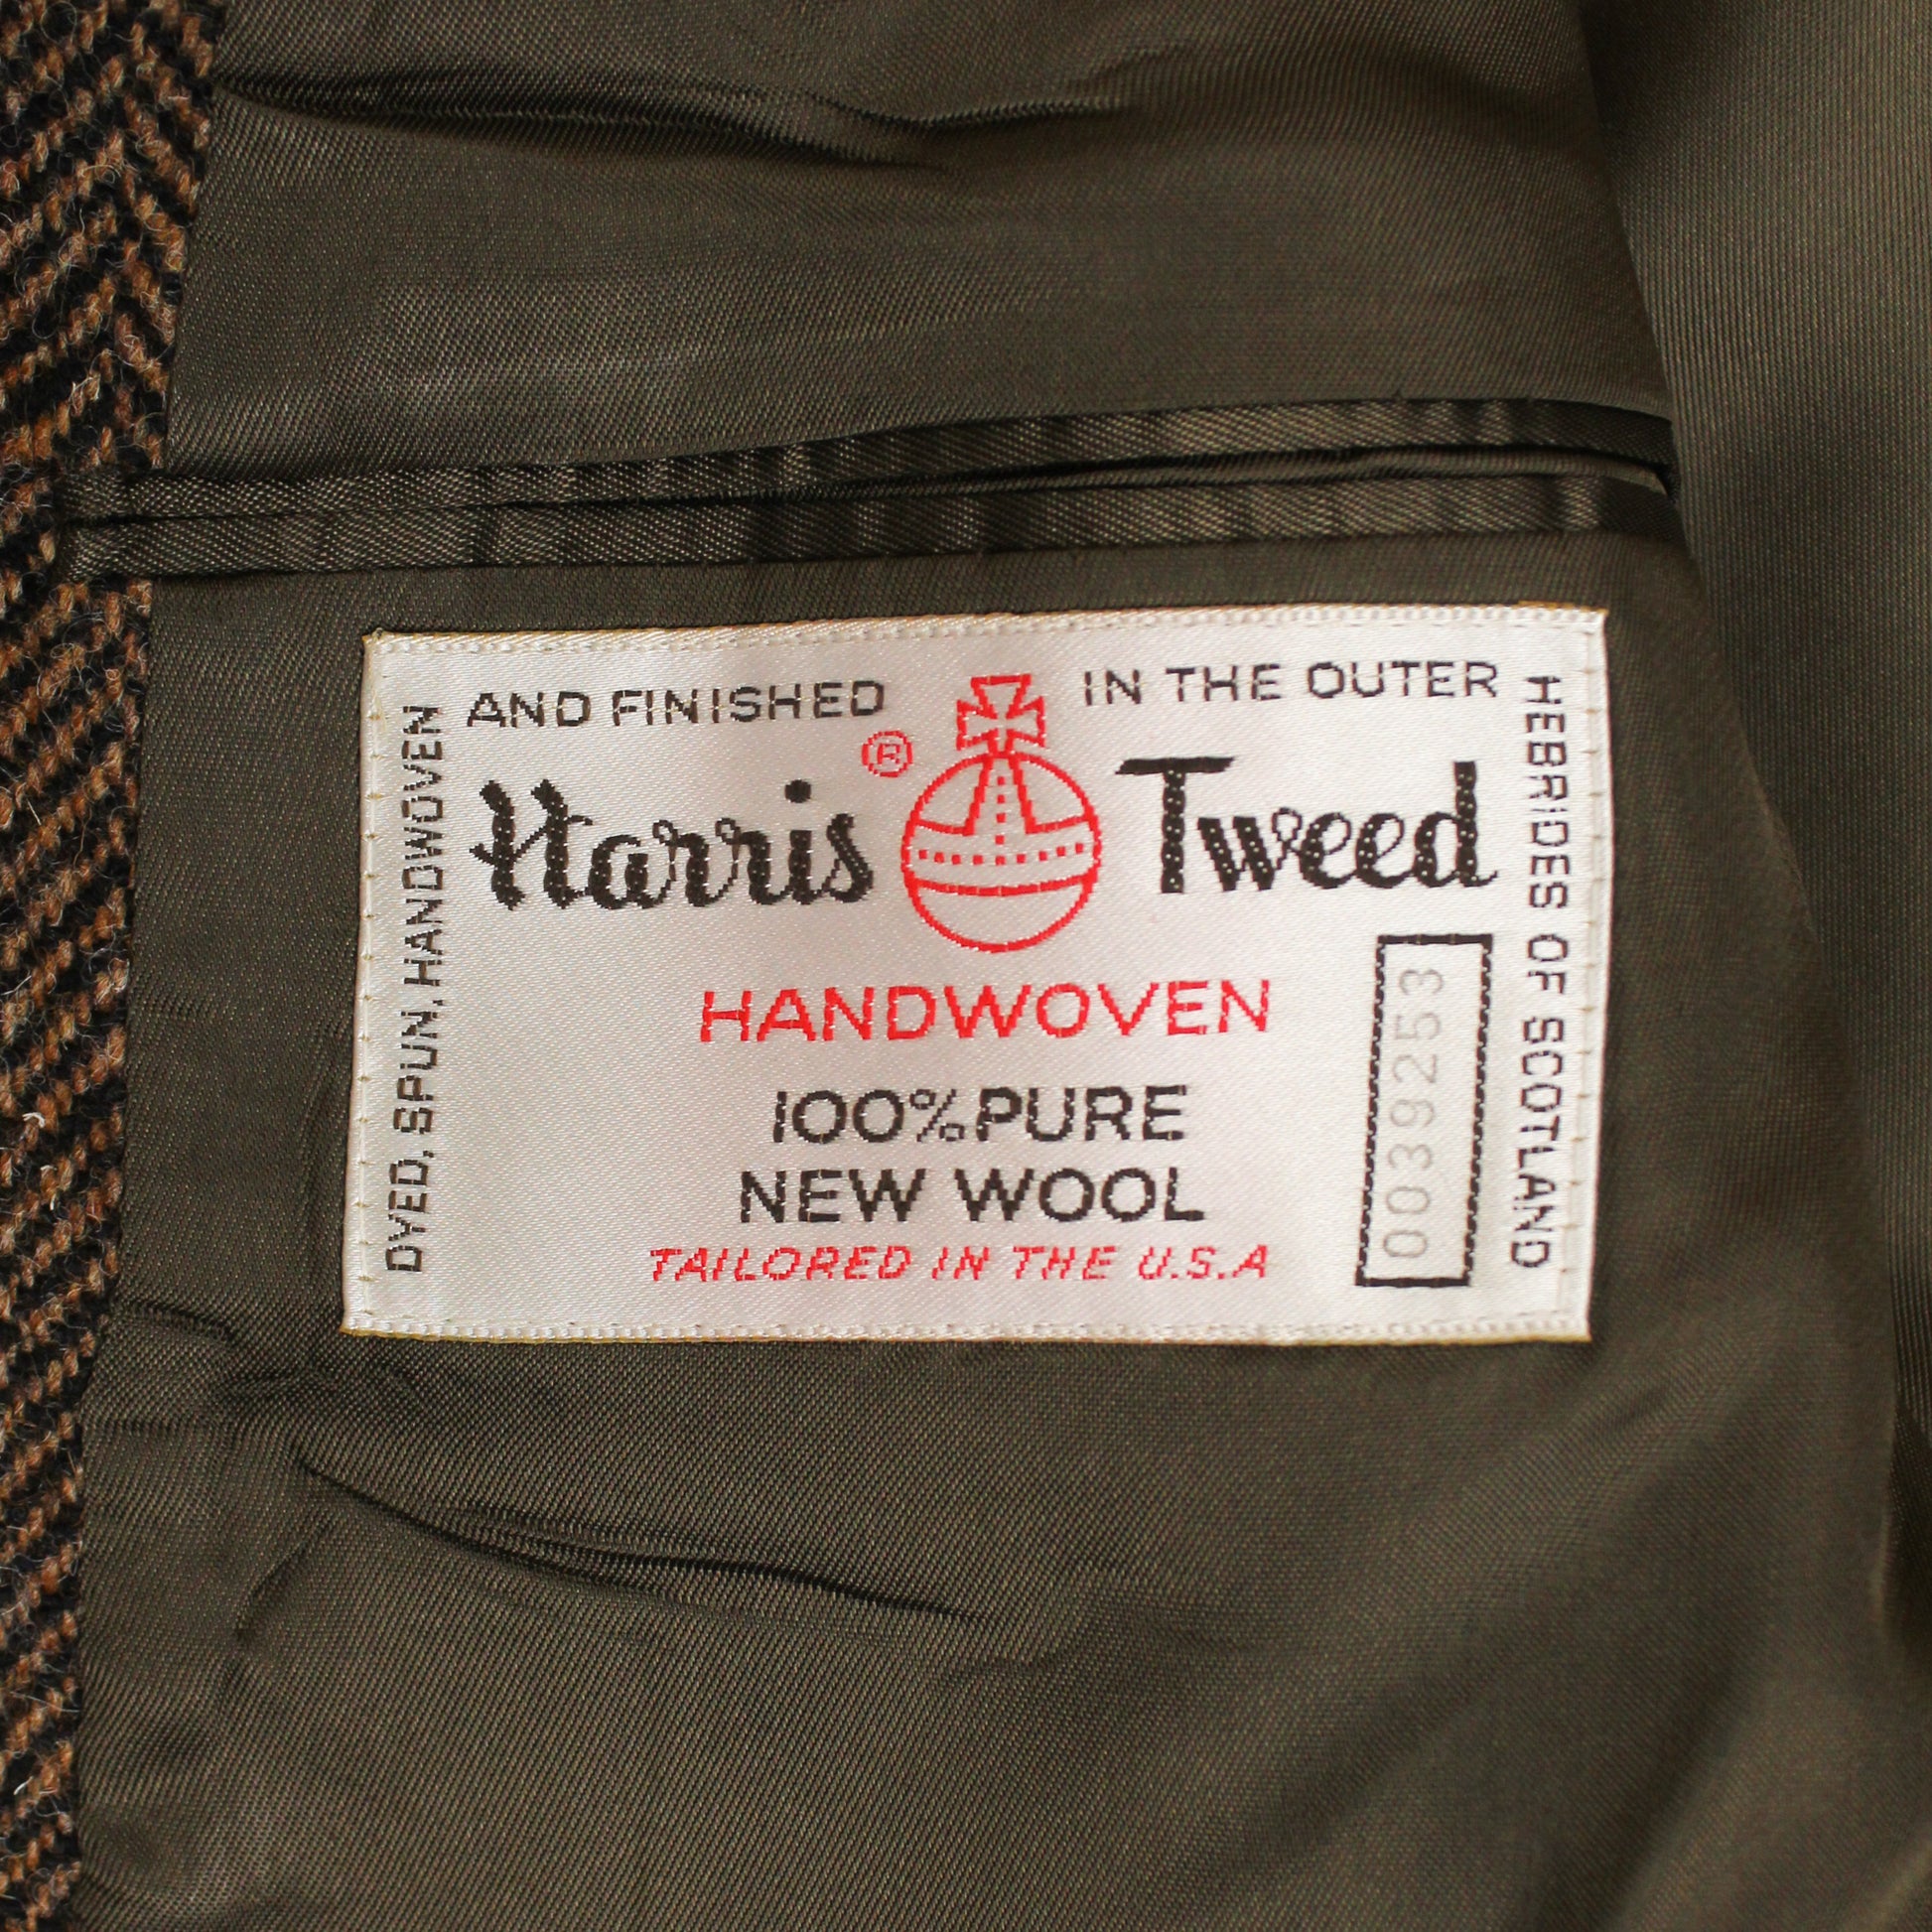 DYED, SPUN, HANDWOVEN
AND FINISHED
IN THE OUTER
HEBRIDES OF SCOTLAND
Harris ® Tweed
HANDWOVEN
100% PURE
NEW WOOL
TAILORED IN THE U.S.A
0039253